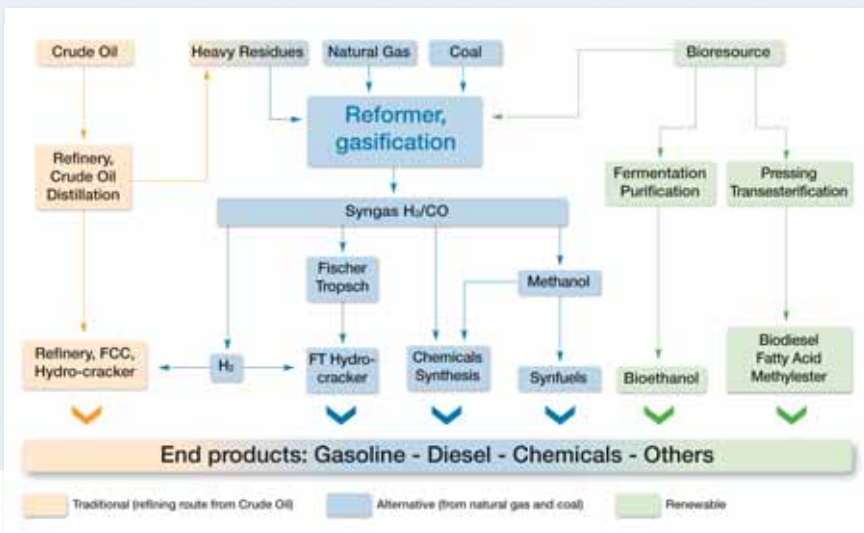 Crude Oil
Heavy Residues
Natural Gas
Coal
Bioresource
Reformer,
gasification
Refinery,
Crude Oil
Distillation
Fermentation
Purification
Pressing
Transesterification
Syngas H₂/CO
Fischer
Tropsch
Methanol
Refinery, FCC,
Hydro-cracker
H₂
FT Hydro-
cracker
Chemicals
Synthesis
Synfuels
Bioethanol
Biodiesel
Fatty Acid
Methylester
End products: Gasoline - Diesel - Chemicals - Others
Traditional (refining route from Crude Oil)
Alternative (from natural gas and coal)
Renewable